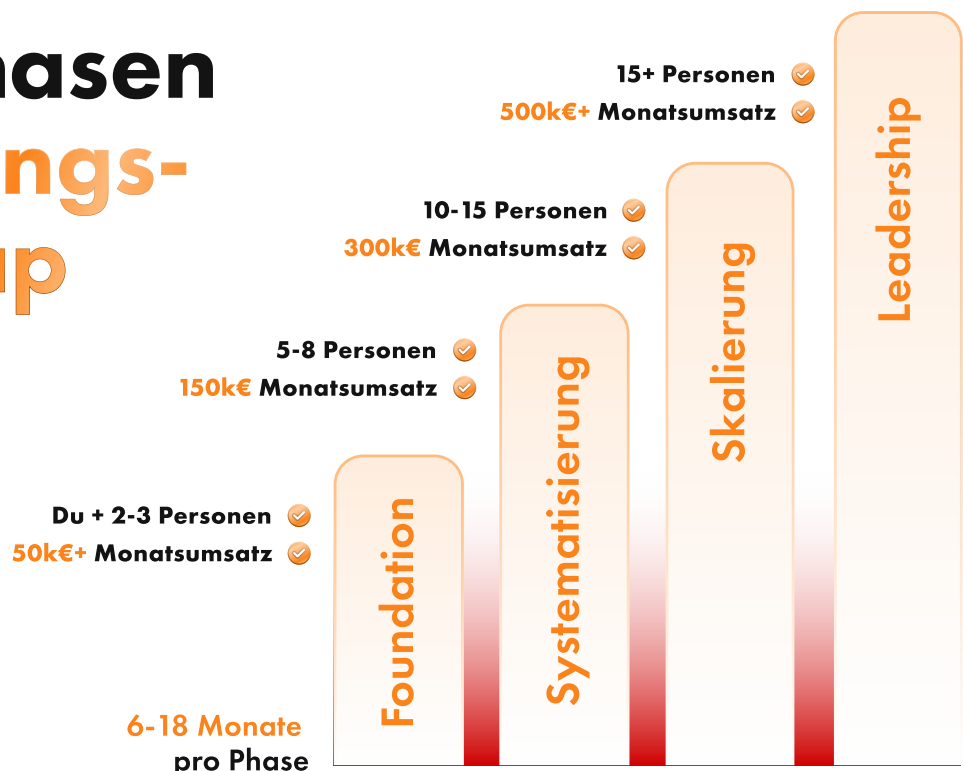 hasen
ngs-
up
15+ Personen
500k€+ Monatsumsatz
10-15 Personen
300k€ Monatsumsatz
5-8 Personen
150k€ Monatsumsatz
Du + 2-3 Personen
50k€+ Monatsumsatz
6-18 Monate
pro Phase
Foundation
Systematisierung
Skalierung
Leadership